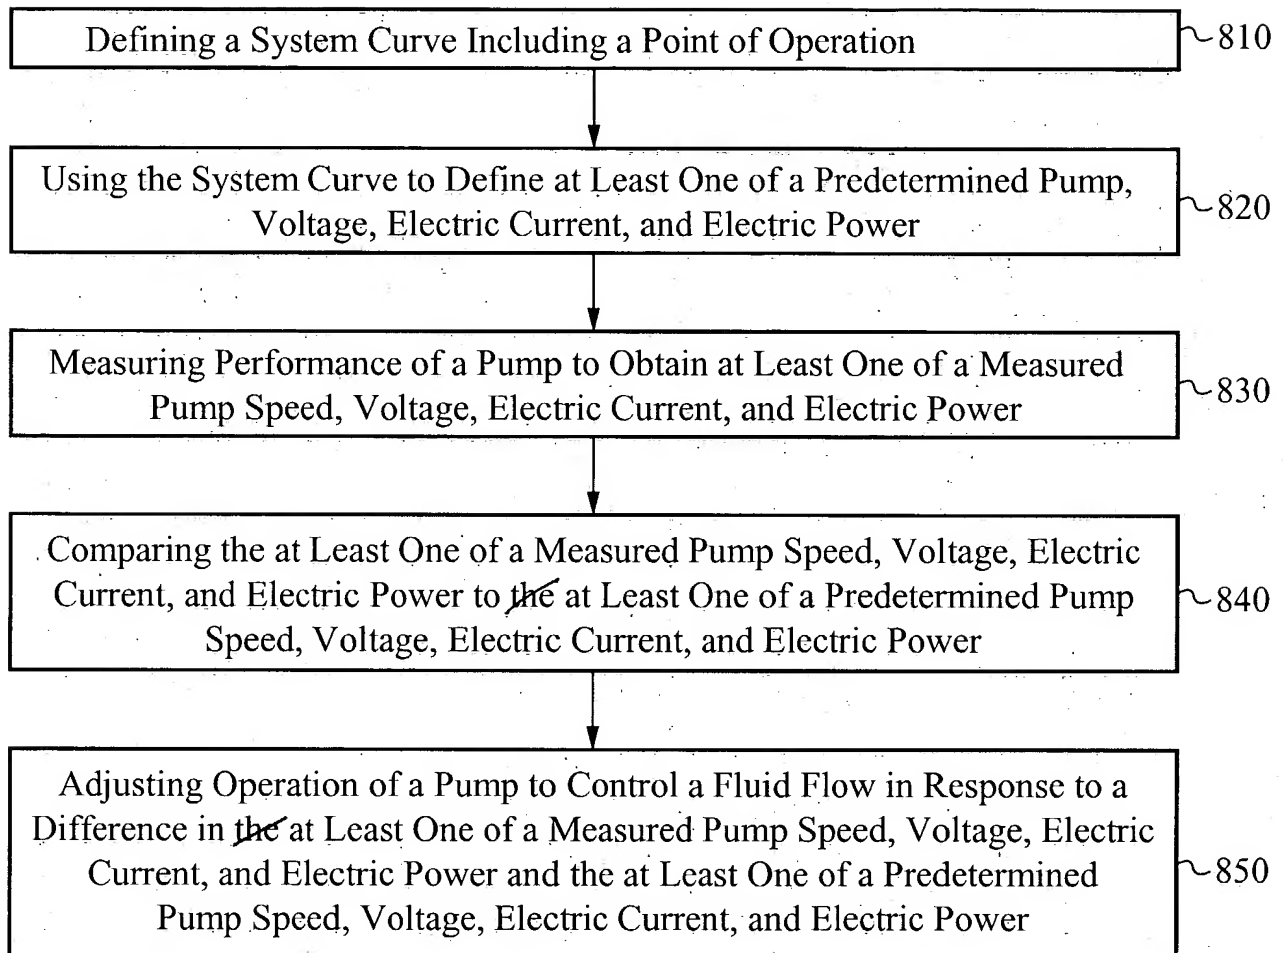 Defining a System Curve Including a Point of Operation
810
Using the System Curve to Define at Least One of a Predetermined Pump,
Voltage, Electric Current, and Electric Power
820
Measuring Performance of a Pump to Obtain at Least One of a Measured
Pump Speed, Voltage, Electric Current, and Electric Power
830
Comparing the at Least One of a Measured Pump Speed, Voltage, Electric
Current, and Electric Power to the at Least One of a Predetermined Pump
Speed, Voltage, Electric Current, and Electric Power
840
Adjusting Operation of a Pump to Control a Fluid Flow in Response to a
Difference in the at Least One of a Measured Pump Speed, Voltage, Electric
Current, and Electric Power and the at Least One of a Predetermined
Pump Speed, Voltage, Electric Current, and Electric Power
850